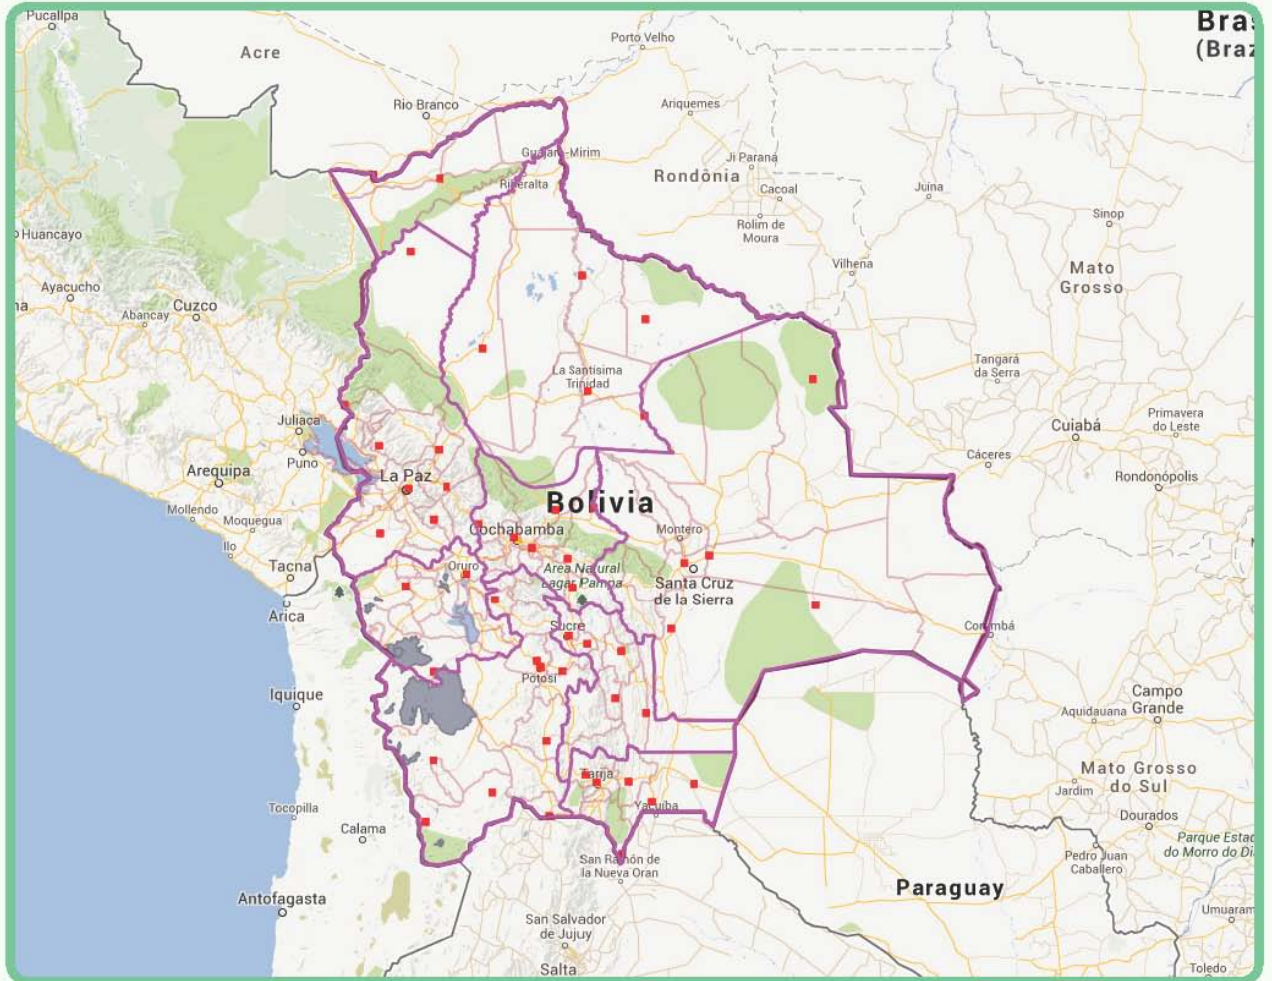 Pucallpa
Acre
Porto Velho
Bras
(Braz
Rio Branco
Ariquemes
Guajará-Mirim
Ji Paraná
Riberalta
Rondônia
Cacoal
Juína
Sinop
Rolim de
Moura
Huancayo
Vilhena
Mato
Grosso
Ayacucho
Cuzco
na
Abancay
Tangará
da Serra
La Santísima
Trinidad
Juliaca
Primavera
do Leste
Cuiabá
Puno
Cáceres
Arequipa
La Paz
Rondonópolis
Bolivia
Mollendo
Moquegua
Cochabamba
Montero
Ilo
Tacna
Oruro
Area Natural
Lagar Pampa
Santa Cruz
de la Sierra
Arica
Sucre
Corumbá
Potosí
Iquique
Campo
Grande
Aquidauana
Tarija
Mato Grosso
do Sul
Jardim
Yacuiba
Tocopilla
Dourados
Calama
Parque Estad
do Morro do Dia
San Ramón de
la Nueva Oran
Pedro Juan
Caballero
Paraguay
Antofagasta
Umuaram
San Salvador
de Jujuy
Salta
Toledo